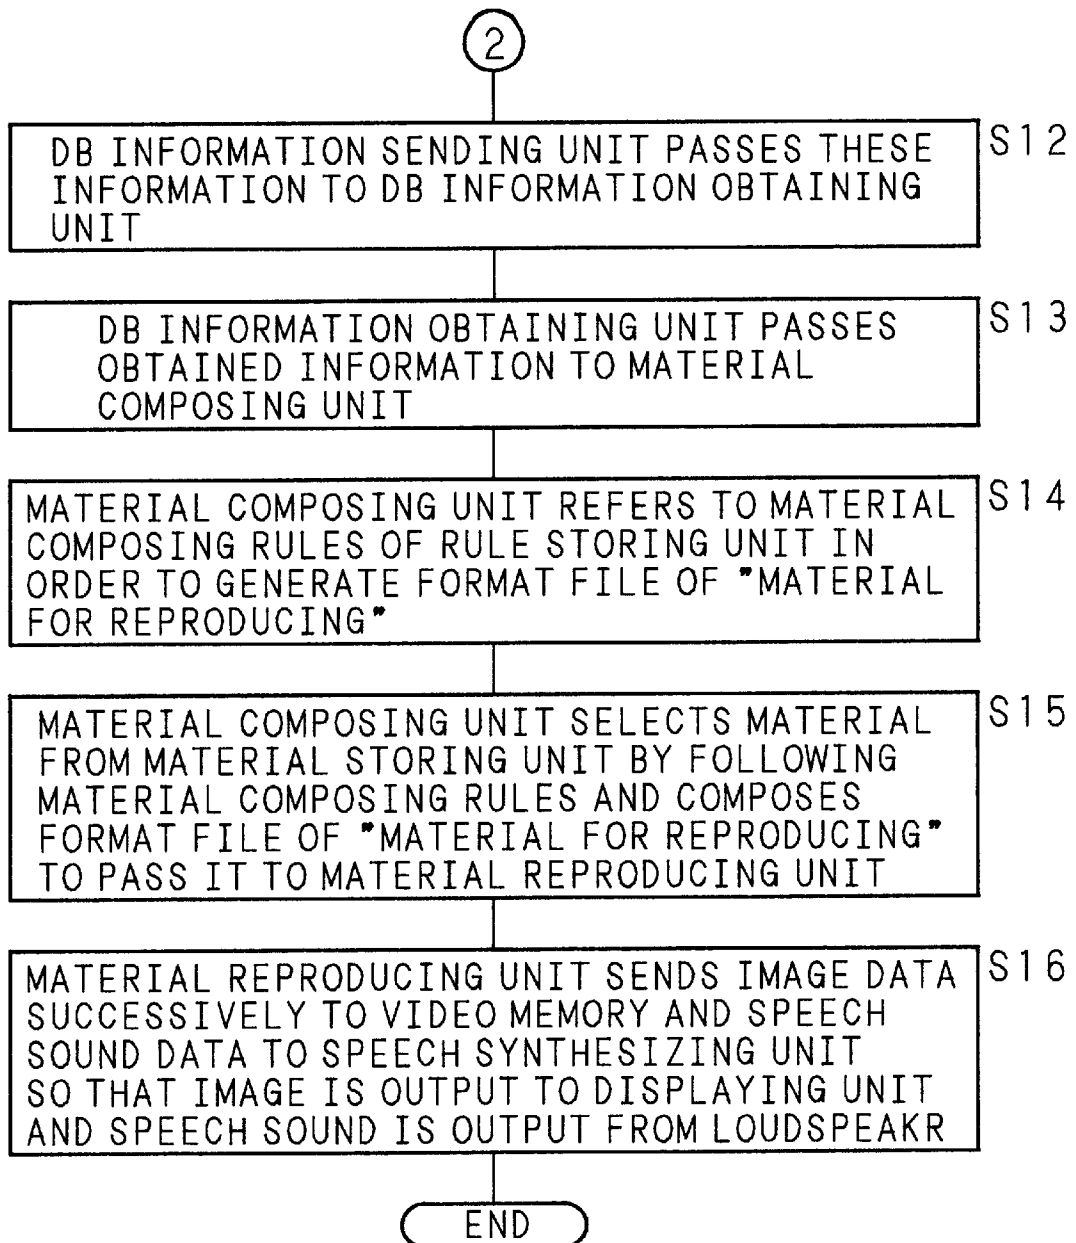 2
DB INFORMATION SENDING UNIT PASSES THESE
INFORMATION TO DB INFORMATION OBTAINING
UNIT
S12
DB INFORMATION OBTAINING UNIT PASSES
OBTAINED INFORMATION TO MATERIAL
COMPOSING UNIT
S13
MATERIAL COMPOSING UNIT REFERS TO MATERIAL
COMPOSING RULES OF RULE STORING UNIT IN
ORDER TO GENERATE FORMAT FILE OF "MATERIAL
FOR REPRODUCING"
S14
MATERIAL COMPOSING UNIT SELECTS MATERIAL
FROM MATERIAL STORING UNIT BY FOLLOWING
MATERIAL COMPOSING RULES AND COMPOSES
FORMAT FILE OF "MATERIAL FOR REPRODUCING"
TO PASS IT TO MATERIAL REPRODUCING UNIT
S15
MATERIAL REPRODUCING UNIT SENDS IMAGE DATA
SUCCESSIVELY TO VIDEO MEMORY AND SPEECH
SOUND DATA TO SPEECH SYNTHESIZING UNIT
SO THAT IMAGE IS OUTPUT TO DISPLAYING UNIT
AND SPEECH SOUND IS OUTPUT FROM LOUDSPEAKR
S16
END